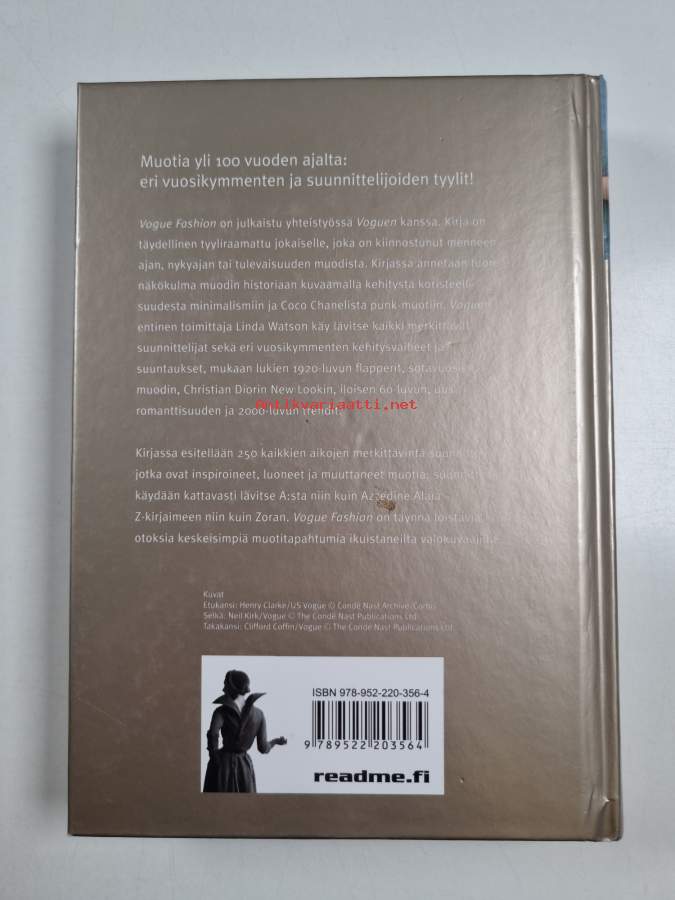 Muotia yli 100 vuoden ajalta:
eri vuosikymmenten ja suunnittelijoiden tyylit!
Vogue Fashion on julkaistu yhteistyössä Voguen kanssa. Kirja on
täydellinen tyyliraamattu jokaiselle, joka on kiinnostunut menneen
ajan, nykyajan tai tulevaisuuden muodista. Kirjassa annetaan
näkökulma muodin historiaan kuvaamalla kehitystä koristeel-
suudesta minimalismiin ja Coco Chanelista punk-muotiin. Voguen
entinen toimittaja Linda Watson käy lävitse kaikki merkittävät
suunnittelijat sekä eri vuosikymmenten kehitysvaiheet ja
suuntaukset, mukaan lukien 1920-luvun flapperit, sotavuosien
muodin, Christian Diorin New Lookin, iloisen 60-luvun, uus-
romanttisuuden ja 2000-luvun trendit.
Antikvariaatti.net
Kirjassa esitellään 250 kaikkien aikojen merkittävintä
jotka ovat inspiroineet, luoneet ja muuttaneet muotia:
käydään kattavasti lävitse A:sta niin kuin Azzedine Alaïa
Z-kirjaimeen niin kuin Zoran. Vogue Fashion on täynnä loistavia
otoksia keskeisimpiä muotitapahtumia ikuistaneilta valokuvaajilta.
Kuvat
Etukansi: Henry Clarke/US Vogue © Condé Nast Archive/Corbis
Selkä: Neil Kirk/Vogue © The Condé Nast Publications Ltd.
Takakansi: Clifford Coffin/Vogue © The Condé Nast Publications Ltd.
ISBN 978-952-220-356-4
9 789522 203564
readme.fi